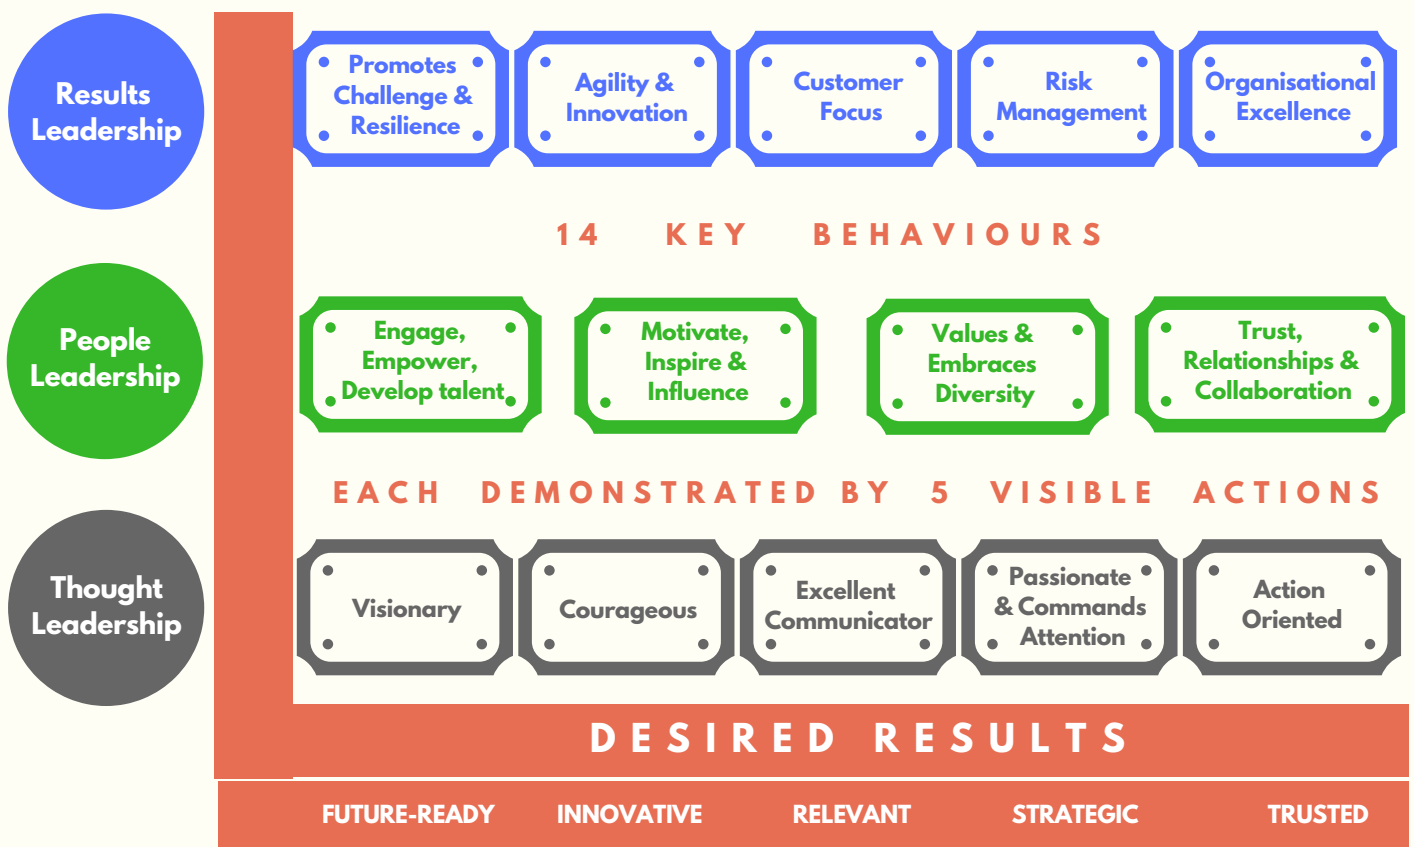 Results
Leadership
Promotes
Challenge &
Resilience
Agility &
Innovation
Customer
Focus
Risk
Management
Organisational
Excellence
14 KEY BEHAVIOURS
People
Leadership
Engage,
Empower,
Develop talent
Motivate,
Inspire &
Influence
Values &
Embraces
Diversity
Trust,
Relationships &
Collaboration
EACH DEMONSTRATED BY 5 VISIBLE ACTIONS
Thought
Leadership
Visionary
Courageous
Excellent
Communicator
Passionate
& Commands
Attention
Action
Oriented
DESIRED RESULTS
FUTURE-READY INNOVATIVE RELEVANT STRATEGIC TRUSTED